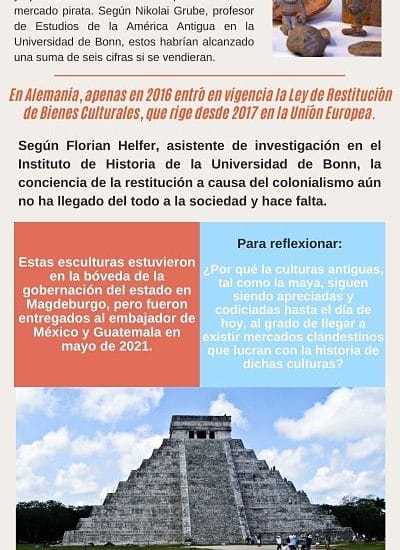 mercado pirata. Según Nikolai Grube, profesor
de Estudios de la América Antigua en la
Universidad de Bonn, estos habrían alcanzado
una suma de seis cifras si se vendieran.
En Alemania, apenas en 2016 entró en vigencia la Ley de Restitución
de Bienes Culturales, que rige desde 2017 en la Unión Europea.
Según Florian Helfer, asistente de investigación en el
Instituto de Historia de la Universidad de Bonn, la
conciencia de la restitución a causa del colonialismo aún
no ha llegado del todo a la sociedad y hace falta.
Estas esculturas estuvieron
en la bóveda de la
gobernación del estado en
Magdeburgo, pero fueron
entregados al embajador de
México y Guatemala en
mayo de 2021.
Para reflexionar:
¿Por qué la culturas antiguas,
tal como la maya, siguen
siendo apreciadas y
codiciadas hasta el día de
hoy, al grado de llegar a
existir mercados clandestinos
que lucran con la historia de
dichas culturas?